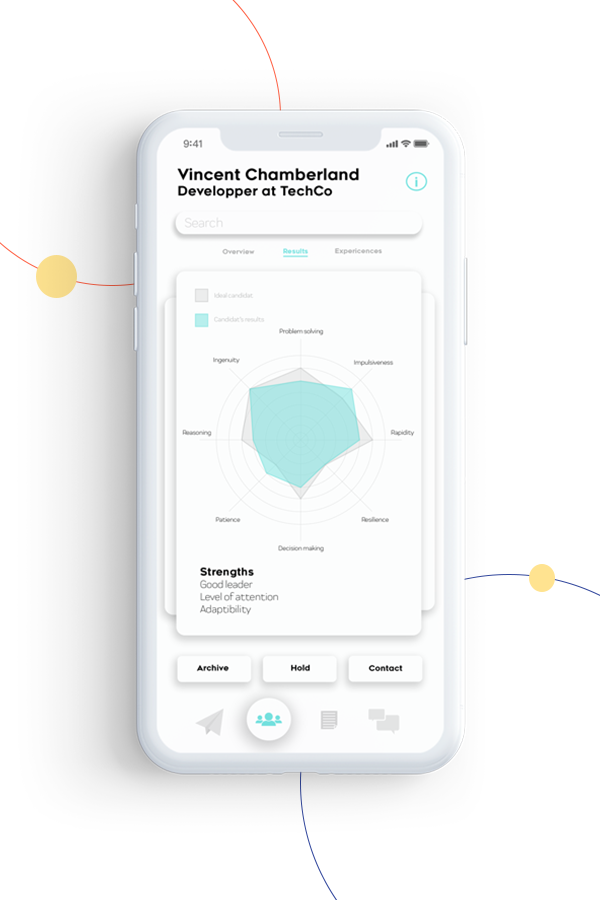 9:41
Vincent Chamberland
Developper at TechCo
Search
Overview Results Expericences
Ideal candidat
Candidat's results
Problem solving
Ingenuity Impulsiveness
Reasoning Rapidity
Patience Resilience
Decision making
Strengths
Good leader
Level of attention
Adaptibility
Archive Hold Contact